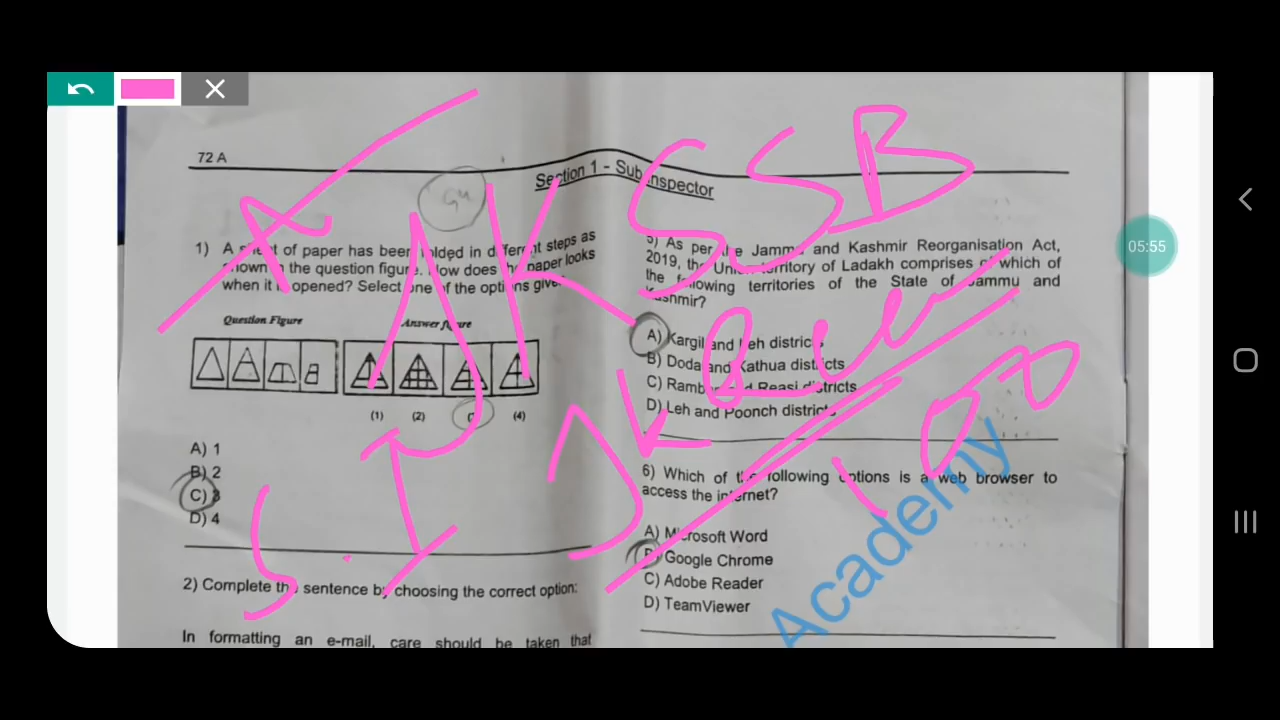 05:55
72 A
Section 1 - Sub Inspector
JKSSB
S.I
JK
1) A sheet of paper has been folded in different steps as
shown in the question figure. How does the paper looks
when it is opened? Select one of the options given
Question Figure
Answer figure
(1) (2) (4)
A) 1
B) 2
C) 3
D) 4
2) Complete the sentence by choosing the correct option:
In formatting an e-mail, care should be taken that
5) As per the Jammu and Kashmir Reorganisation Act,
2019, the Union territory of Ladakh comprises of which of
the following territories of the State of Jammu and
Kashmir?
A) Kargil and Leh districts
B) Doda and Kathua districts
C) Ramban and Reasi districts
D) Leh and Poonch districts
6) Which of the following options is a web browser to
access the internet?
A) Microsoft Word
B) Google Chrome
C) Adobe Reader
D) TeamViewer
Academy